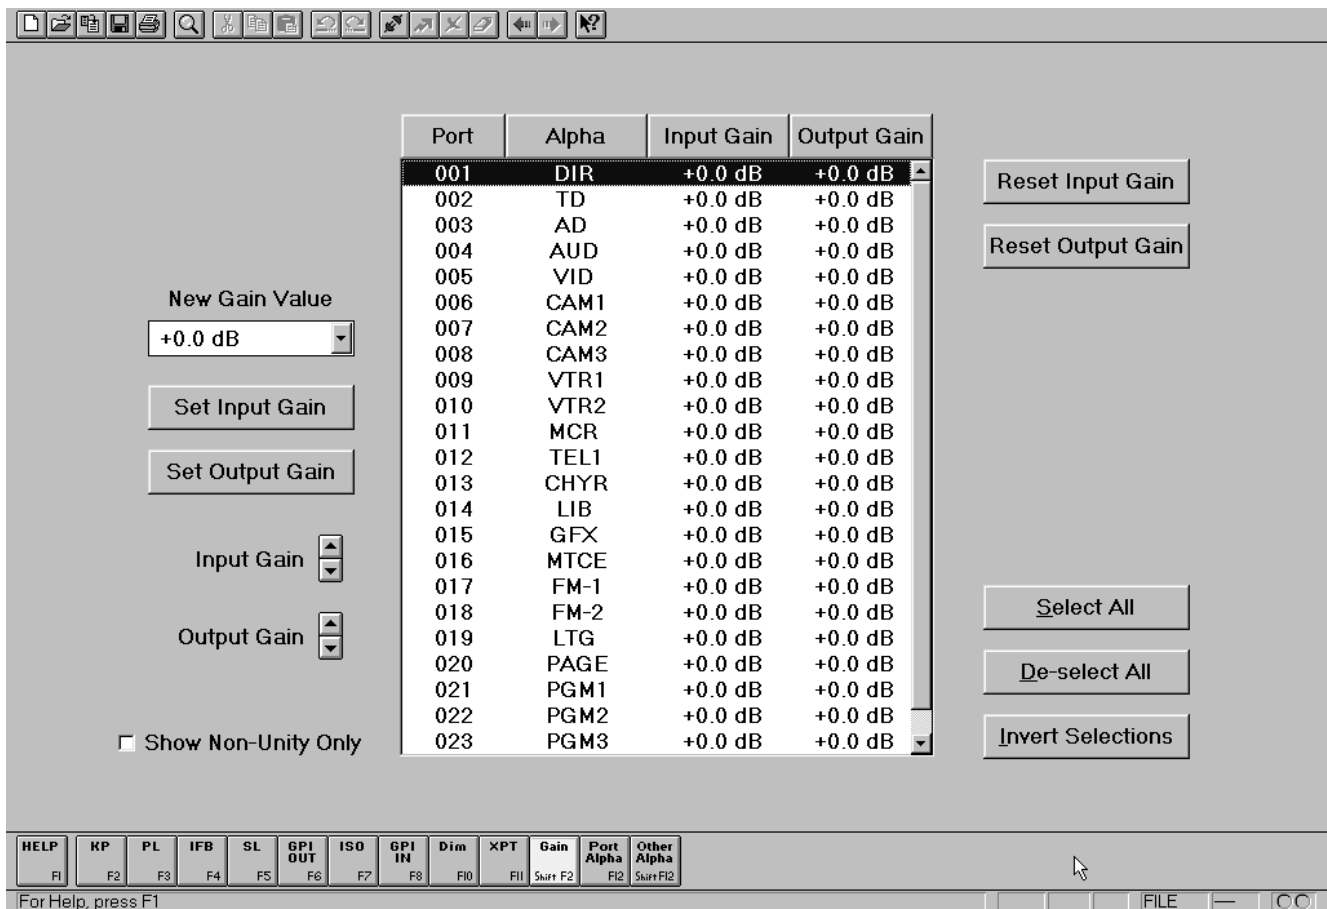 Port Alpha Input Gain Output Gain
001 DIR +0.0 dB +0.0 dB
002 TD +0.0 dB +0.0 dB
003 AD +0.0 dB +0.0 dB
004 AUD +0.0 dB +0.0 dB
005 VID +0.0 dB +0.0 dB
006 CAM1 +0.0 dB +0.0 dB
007 CAM2 +0.0 dB +0.0 dB
008 CAM3 +0.0 dB +0.0 dB
009 VTR1 +0.0 dB +0.0 dB
010 VTR2 +0.0 dB +0.0 dB
011 MCR +0.0 dB +0.0 dB
012 TEL1 +0.0 dB +0.0 dB
013 CHYR +0.0 dB +0.0 dB
014 LIB +0.0 dB +0.0 dB
015 GFX +0.0 dB +0.0 dB
016 MTCE +0.0 dB +0.0 dB
017 FM-1 +0.0 dB +0.0 dB
018 FM-2 +0.0 dB +0.0 dB
019 LTG +0.0 dB +0.0 dB
020 PAGE +0.0 dB +0.0 dB
021 PGM1 +0.0 dB +0.0 dB
022 PGM2 +0.0 dB +0.0 dB
023 PGM3 +0.0 dB +0.0 dB
New Gain Value
+0.0 dB
Set Input Gain
Set Output Gain
Input Gain
Output Gain
Show Non-Unity Only
Reset Input Gain
Reset Output Gain
Select All
De-select All
Invert Selections
HELP F1
KP F2
PL F3
IFB F4
SL F5
GPI OUT F6
ISO F7
GPI IN F8
Dim F10
XPT F11
Gain Shift F2
Port Alpha F12
Other Alpha Shift F12
For Help, press F1
FILE